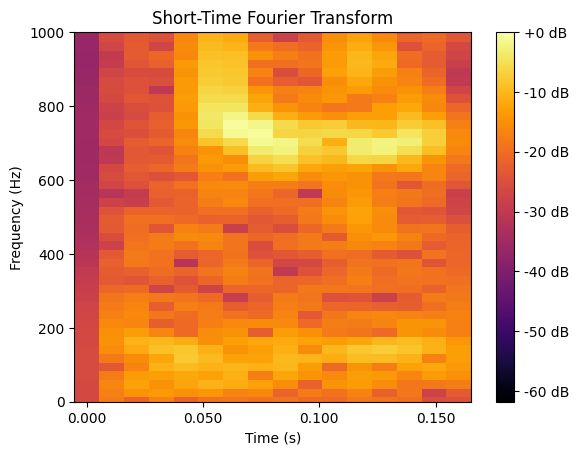 Short-Time Fourier Transform
1000
800
600
400
200
0
Frequency (Hz)
0.000
0.050
0.100
0.150
Time (s)
+0 dB
-10 dB
-20 dB
-30 dB
-40 dB
-50 dB
-60 dB